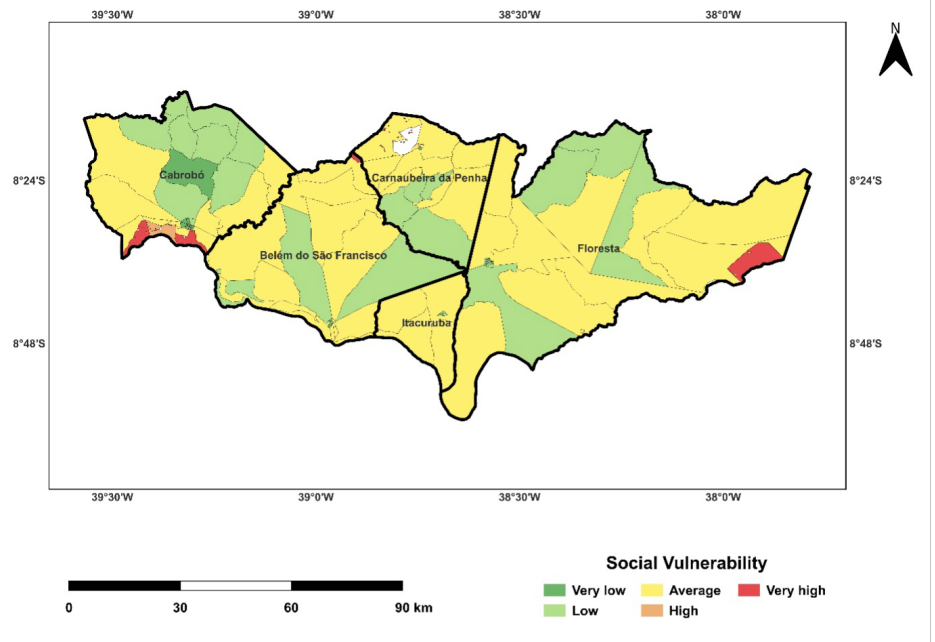 39°30'W 39°0'W 38°30'W 38°0'W
N
8°24'S 8°24'S
Cabrobó
Carnaubeira da Penha
Floresta
Belém do São Francisco
Itacuruba
8°48'S 8°48'S
39°30'W 39°0'W 38°30'W 38°0'W
Social Vulnerability
Very low Average Very high
Low High
0 30 60 90 km